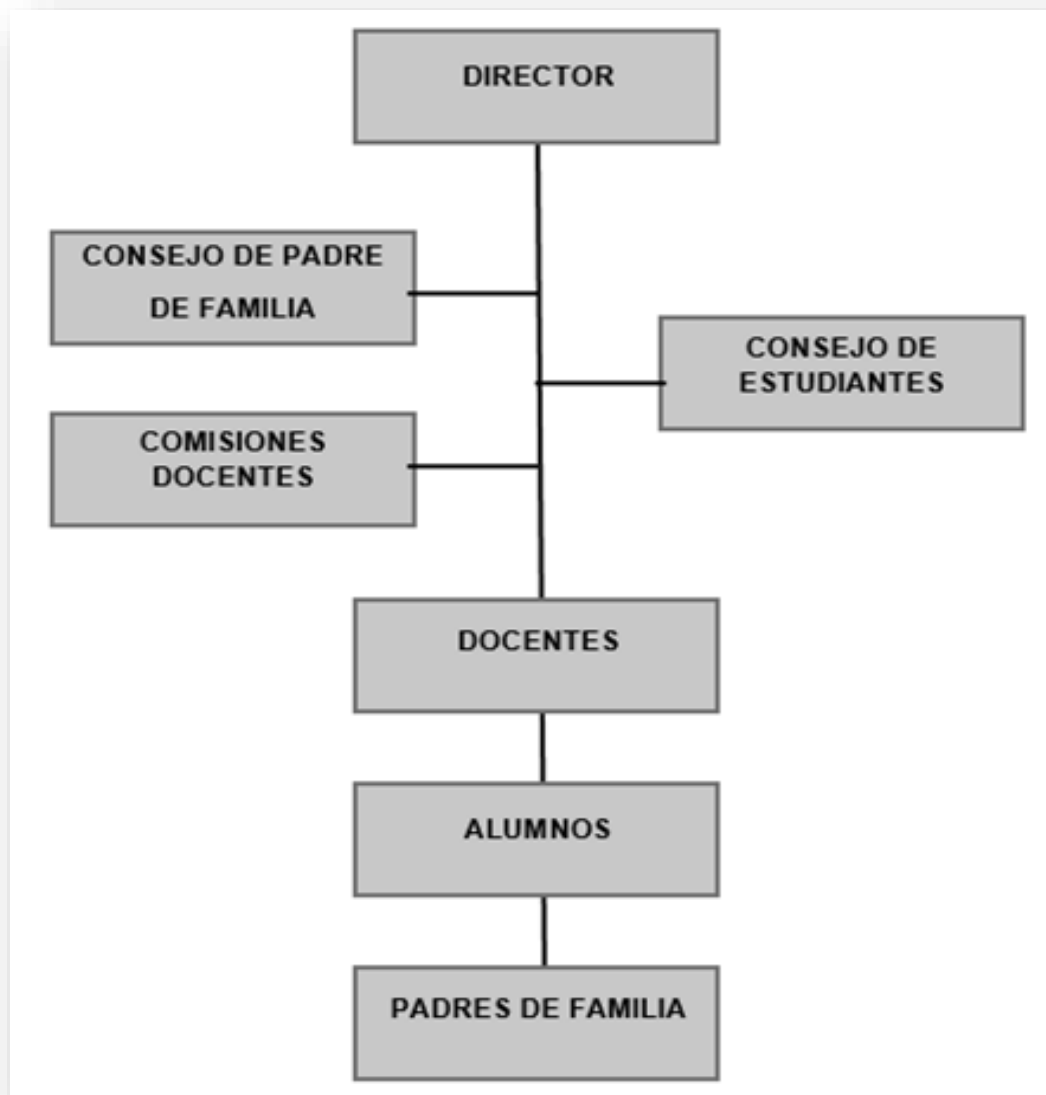 DIRECTOR
CONSEJO DE PADRE
DE FAMILIA
CONSEJO DE
ESTUDIANTES
COMISIONES
DOCENTES
DOCENTES
ALUMNOS
PADRES DE FAMILIA